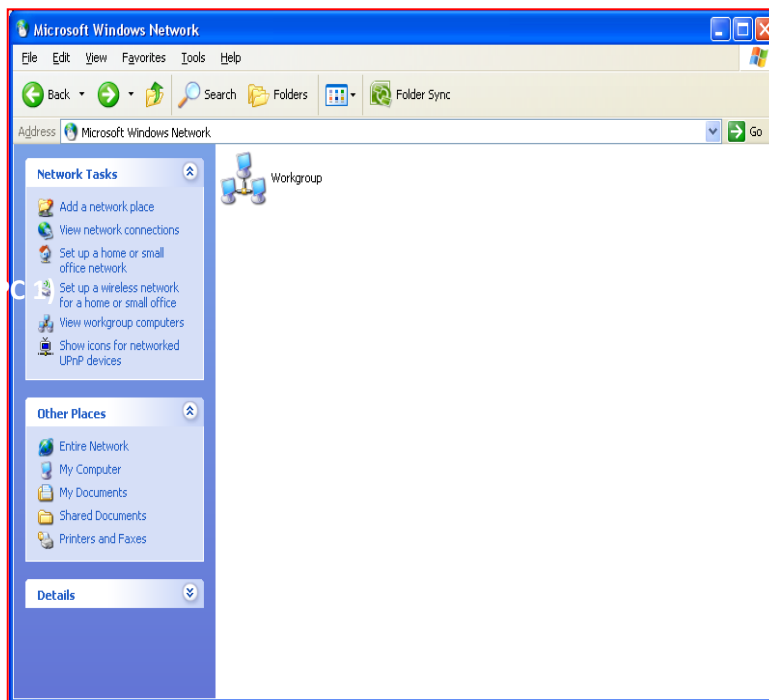 Microsoft Windows Network
File Edit View Favorites Tools Help
Back Search Folders Folder Sync
Address Microsoft Windows Network Go
Network Tasks
Add a network place
View network connections
Set up a home or small
office network
Set up a wireless network
for a home or small office
View workgroup computers
Show icons for networked
UPnP devices
Other Places
Entire Network
My Computer
My Documents
Shared Documents
Printers and Faxes
Details
Workgroup
PC 1)